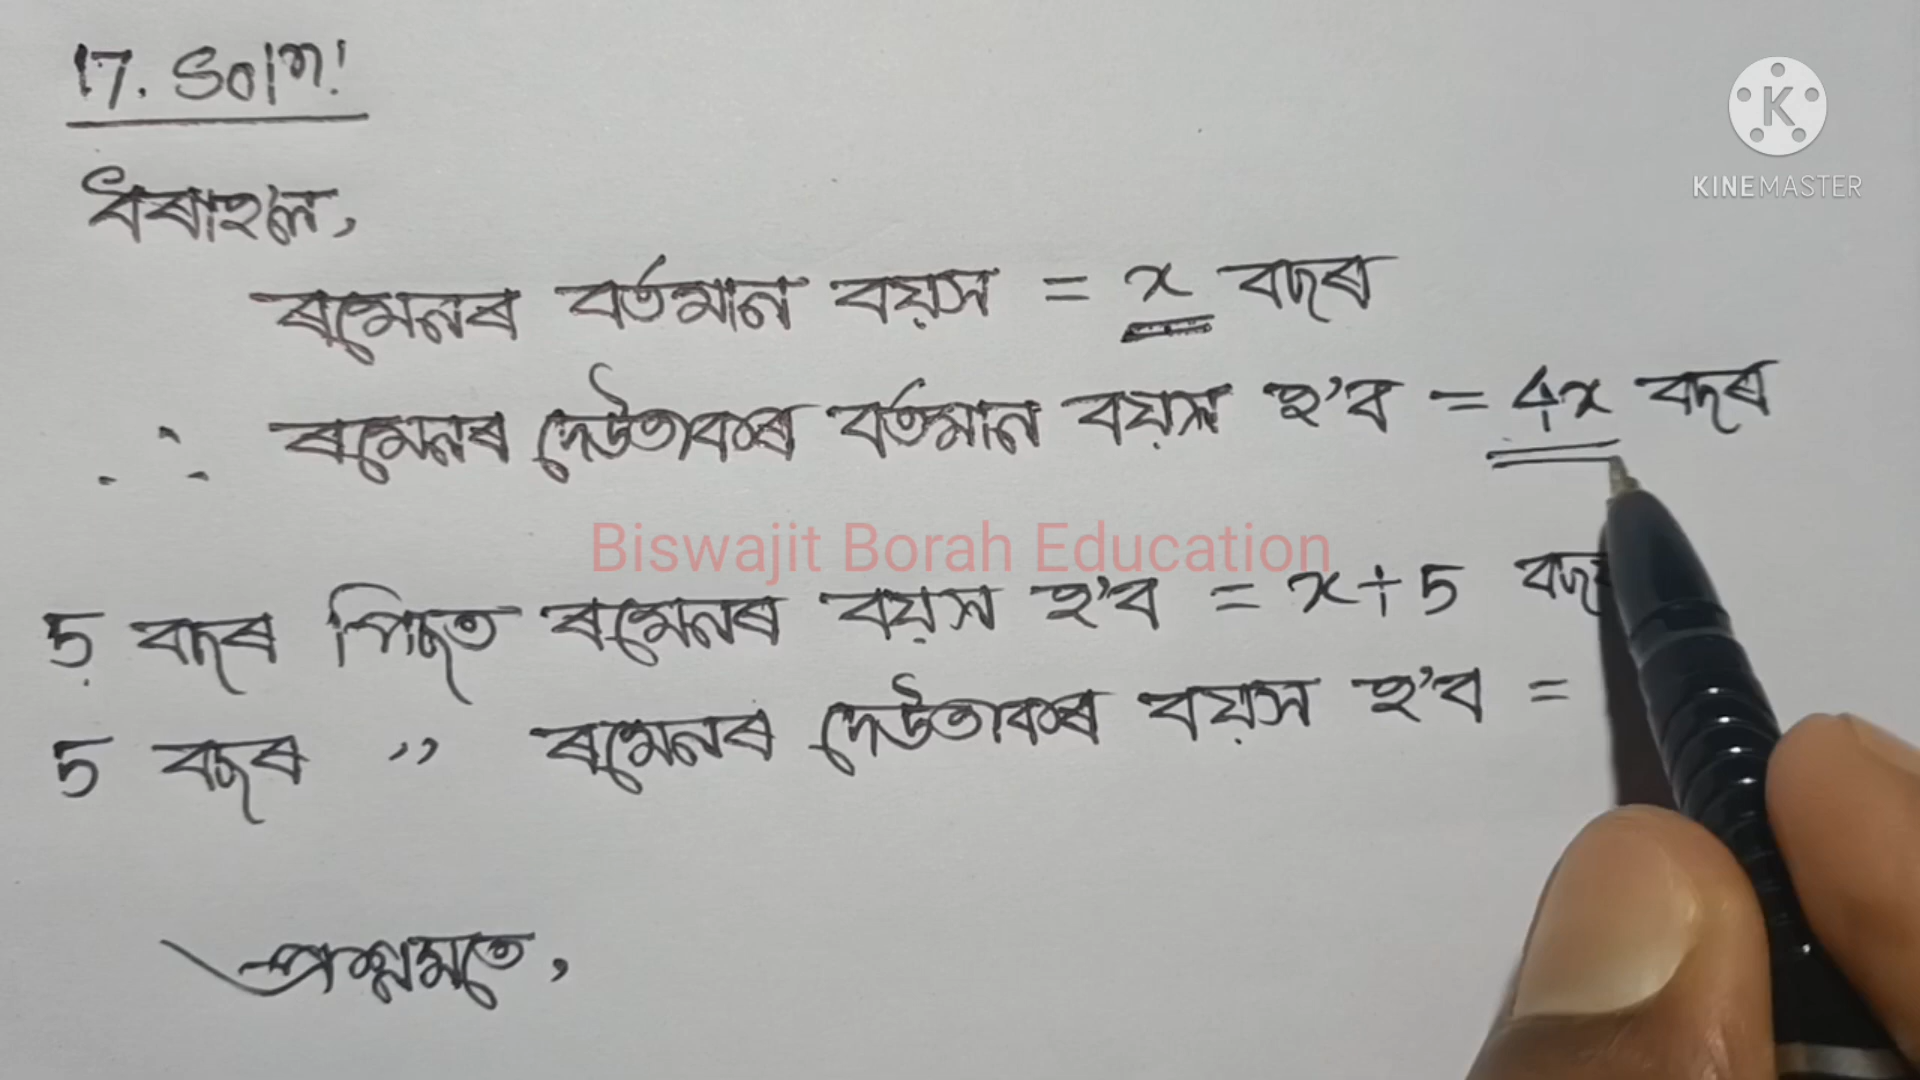 17. Solⁿ!
KINEMASTER
ধৰাহ'লে,
ৰমেনৰ বৰ্তমান বয়স = x বছৰ
∴ ৰমেনৰ দেউতাকৰ বৰ্তমান বয়স হ'ব = 4x বছৰ
Biswajit Borah Education
5 বছৰ পিছত ৰমেনৰ বয়স হ'ব = x+5
5 বছৰ " ৰমেনৰ দেউতাকৰ বয়স হ'ব =
প্ৰশ্নমতে,